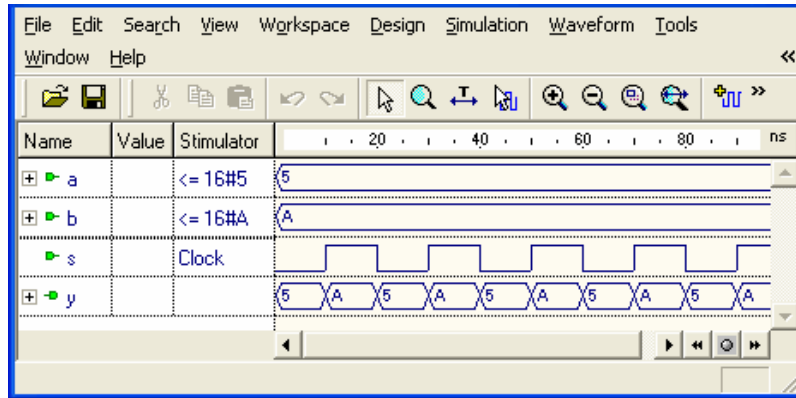 File Edit Search View Workspace Design Simulation Waveform Tools
Window Help
Name Value Stimulator 20 40 60 80 ns
a <= 16#5 5
b <= 16#A A
s Clock
y 5 A 5 A 5 A 5 A 5 A